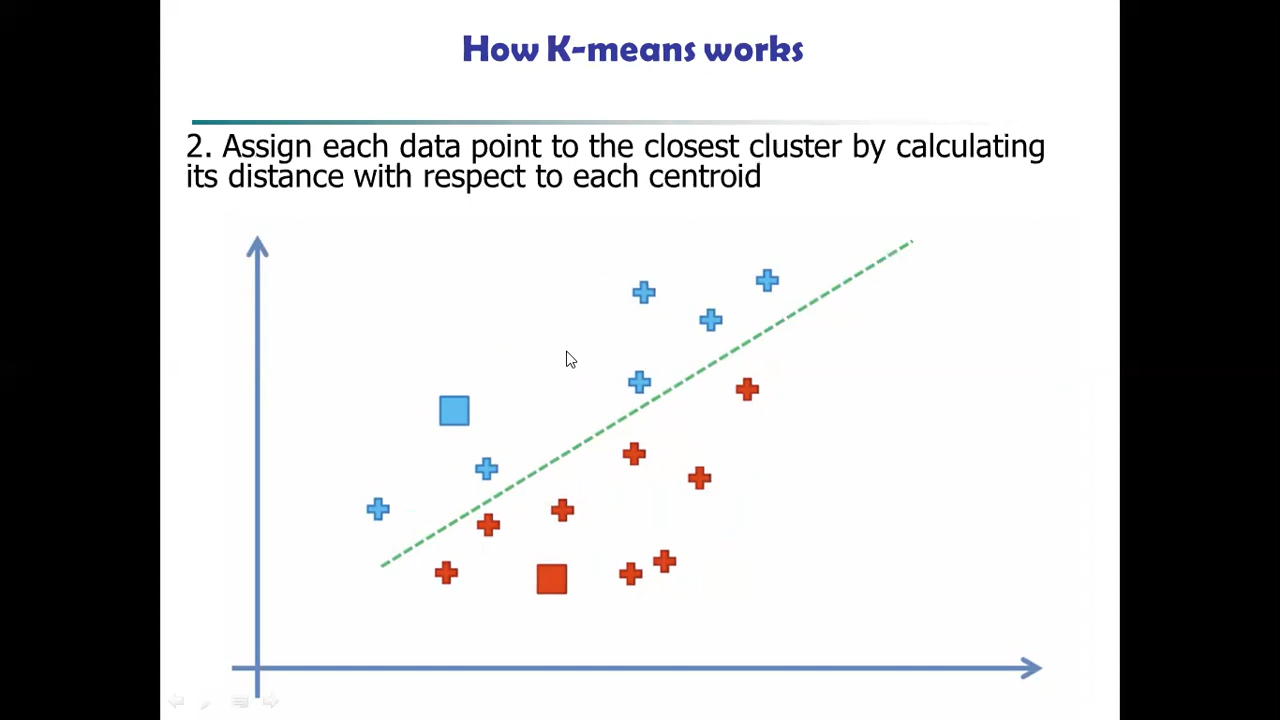 How K-means works
2. Assign each data point to the closest cluster by calculating
its distance with respect to each centroid